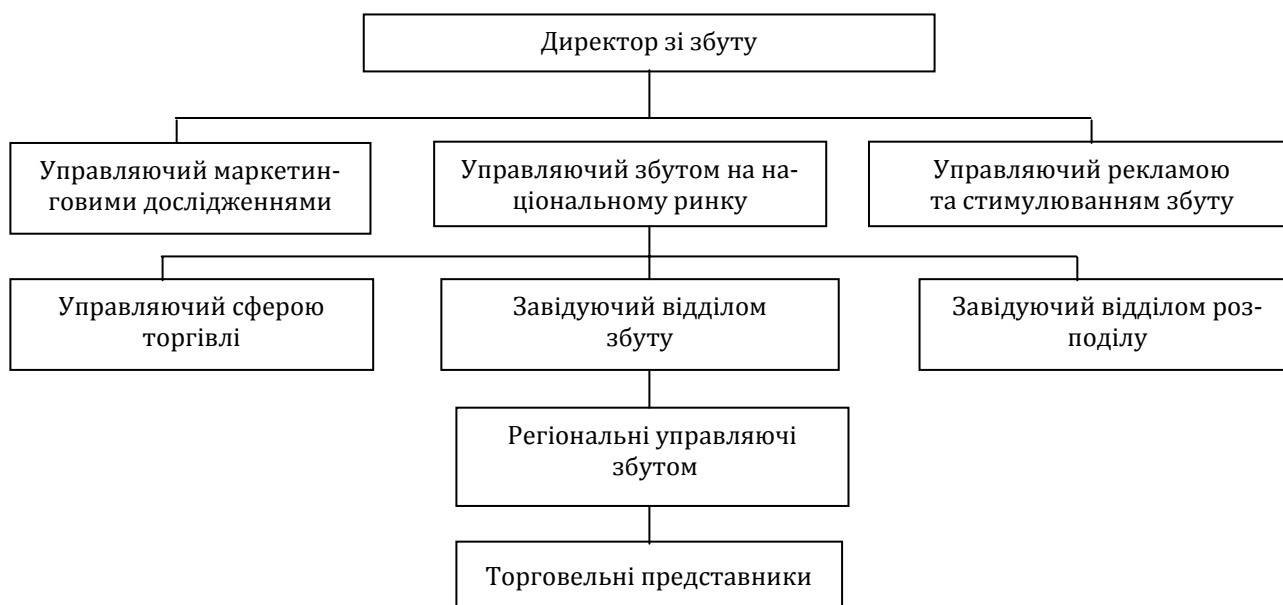 Директор зі збуту
Управляючий маркетин-
говими дослідженнями
Управляючий збутом на на-
ціональному ринку
Управляючий рекламою
та стимулюванням збуту
Управляючий сферою
торгівлі
Завідуючий відділом
збуту
Завідуючий відділом роз-
поділу
Регіональні управляючі
збутом
Торговельні представники